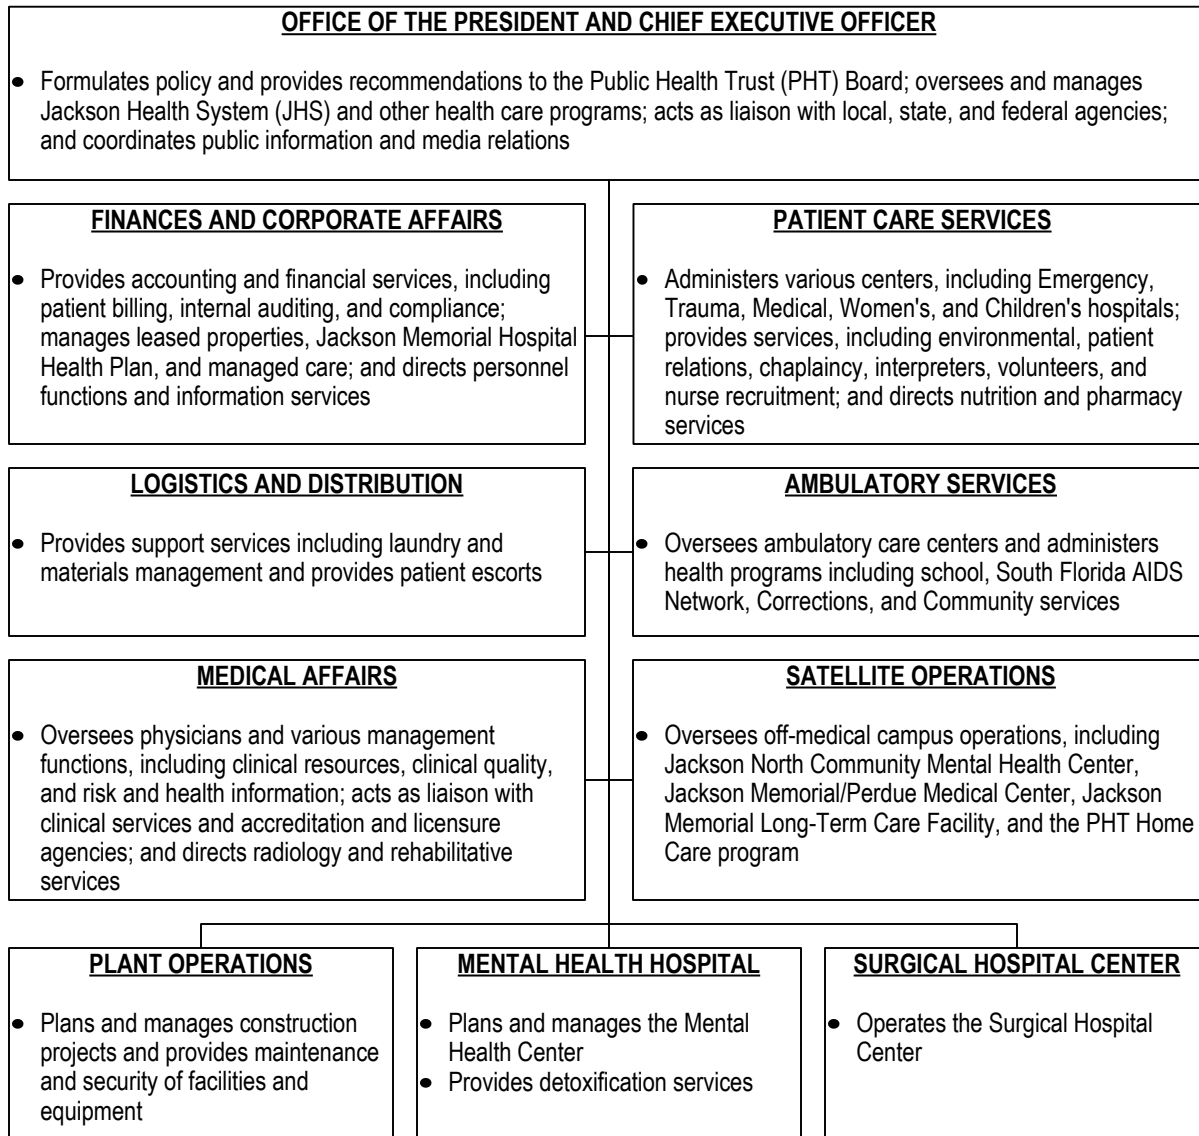 OFFICE OF THE PRESIDENT AND CHIEF EXECUTIVE OFFICER
• Formulates policy and provides recommendations to the Public Health Trust (PHT) Board; oversees and manages
Jackson Health System (JHS) and other health care programs; acts as liaison with local, state, and federal agencies;
and coordinates public information and media relations
FINANCES AND CORPORATE AFFAIRS
• Provides accounting and financial services, including
patient billing, internal auditing, and compliance;
manages leased properties, Jackson Memorial Hospital
Health Plan, and managed care; and directs personnel
functions and information services
PATIENT CARE SERVICES
• Administers various centers, including Emergency,
Trauma, Medical, Women's, and Children's hospitals;
provides services, including environmental, patient
relations, chaplaincy, interpreters, volunteers, and
nurse recruitment; and directs nutrition and pharmacy
services
LOGISTICS AND DISTRIBUTION
• Provides support services including laundry and
materials management and provides patient escorts
AMBULATORY SERVICES
• Oversees ambulatory care centers and administers
health programs including school, South Florida AIDS
Network, Corrections, and Community services
MEDICAL AFFAIRS
• Oversees physicians and various management
functions, including clinical resources, clinical quality,
and risk and health information; acts as liaison with
clinical services and accreditation and licensure
agencies; and directs radiology and rehabilitative
services
SATELLITE OPERATIONS
• Oversees off-medical campus operations, including
Jackson North Community Mental Health Center,
Jackson Memorial/Perdue Medical Center, Jackson
Memorial Long-Term Care Facility, and the PHT Home
Care program
PLANT OPERATIONS
• Plans and manages construction
projects and provides maintenance
and security of facilities and
equipment
MENTAL HEALTH HOSPITAL
• Plans and manages the Mental
Health Center
• Provides detoxification services
SURGICAL HOSPITAL CENTER
• Operates the Surgical Hospital
Center